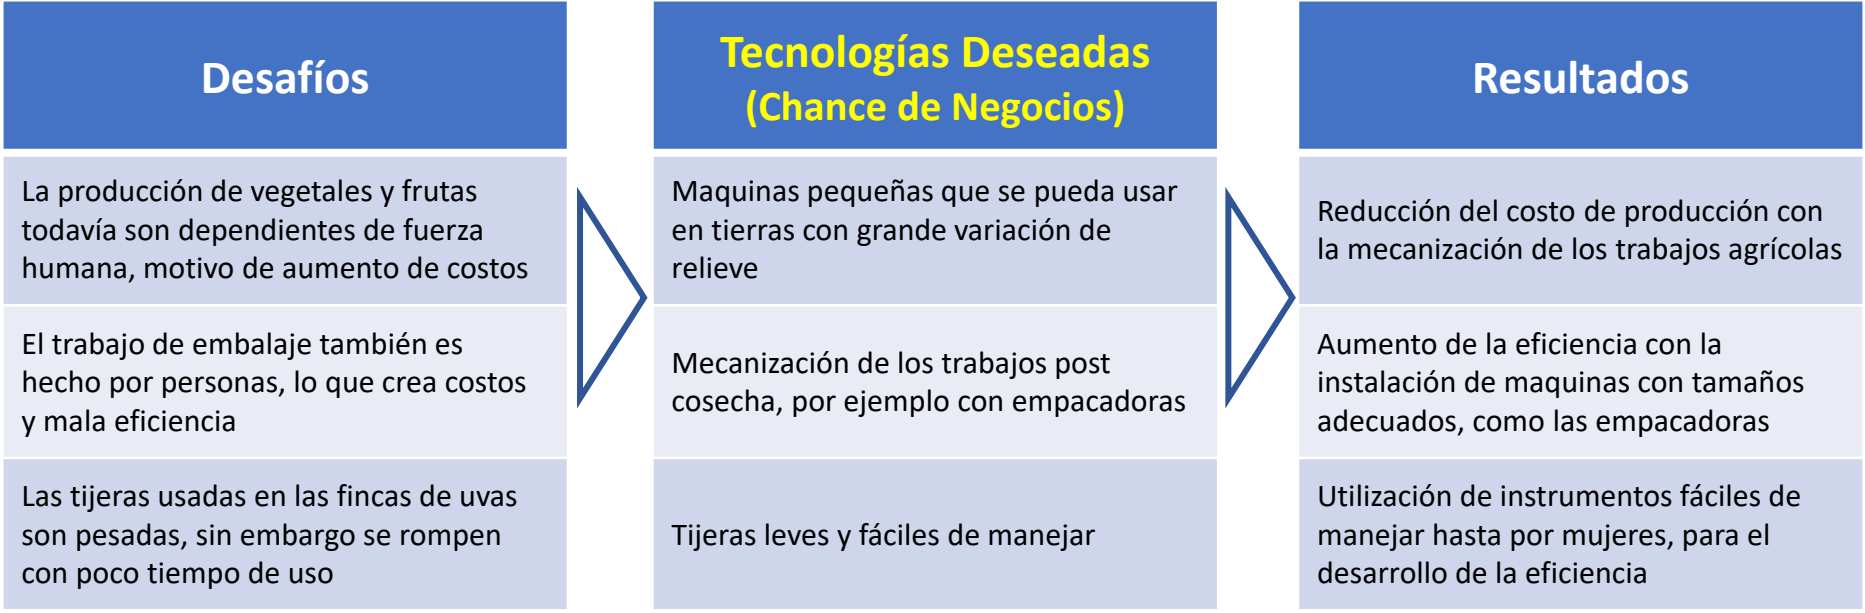 Desafíos
La producción de vegetales y frutas
todavía son dependientes de fuerza
humana, motivo de aumento de costos
El trabajo de embalaje también es
hecho por personas, lo que crea costos
y mala eficiencia
Las tijeras usadas en las fincas de uvas
son pesadas, sin embargo se rompen
con poco tiempo de uso
Tecnologías Deseadas
(Chance de Negocios)
Maquinas pequeñas que se pueda usar
en tierras con grande variación de
relieve
Mecanización de los trabajos post
cosecha, por ejemplo con empacadoras
Tijeras leves y fáciles de manejar
Resultados
Reducción del costo de producción con
la mecanización de los trabajos agrícolas
Aumento de la eficiencia con la
instalación de maquinas con tamaños
adecuados, como las empacadoras
Utilización de instrumentos fáciles de
manejar hasta por mujeres, para el
desarrollo de la eficiencia